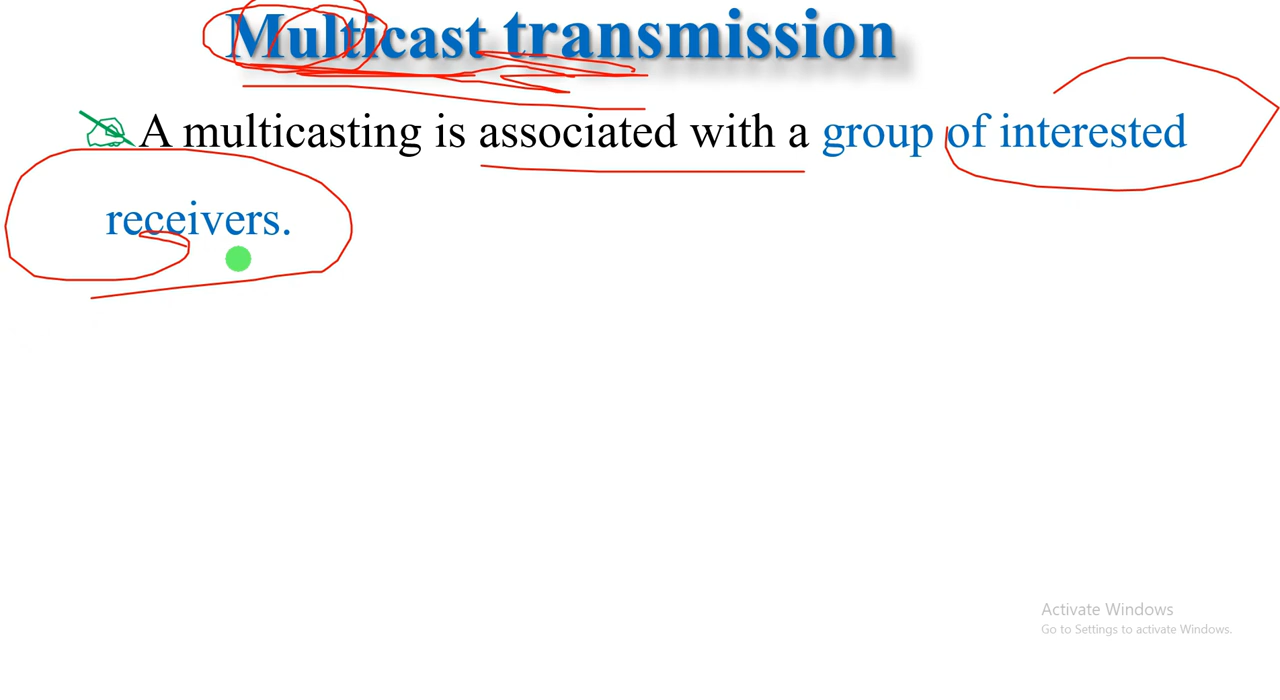 Multicast transmission
A multicasting is associated with a group of interested
receivers.
Activate Windows
Go to Settings to activate Windows.